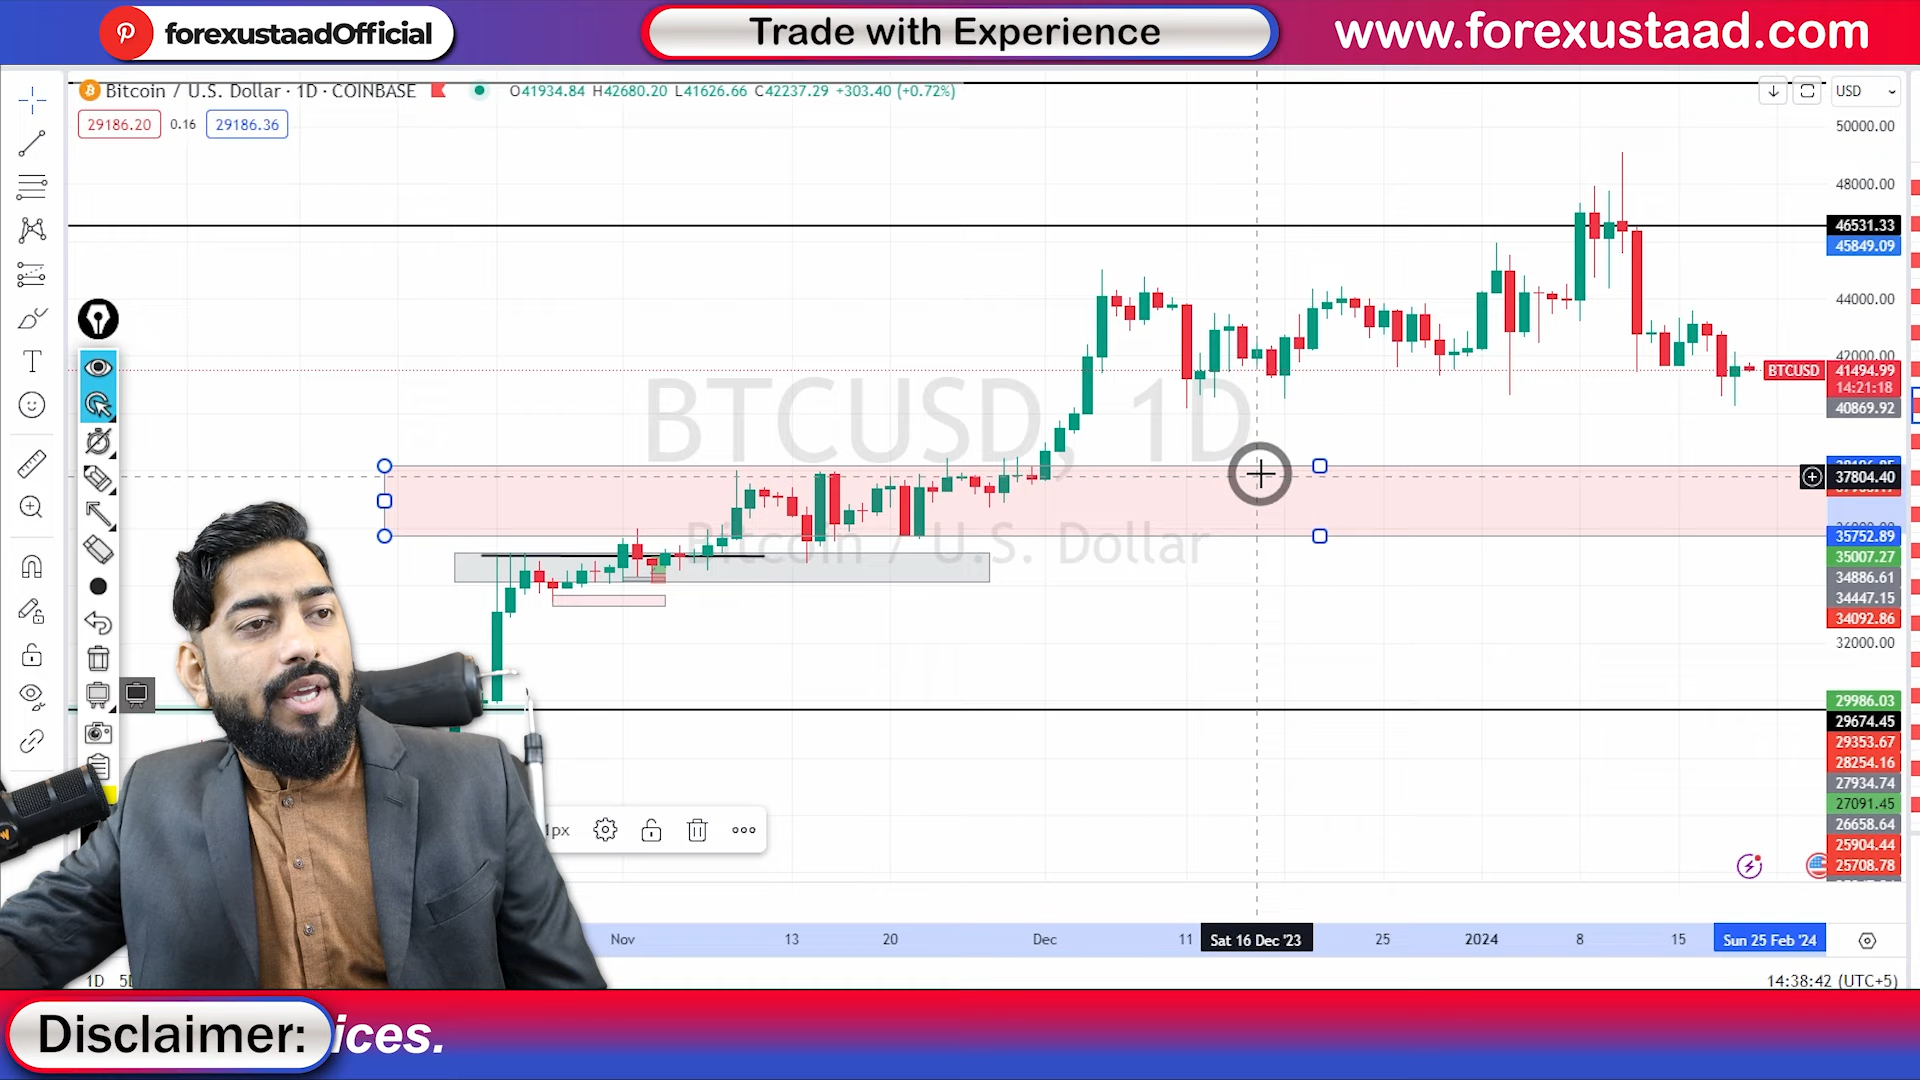 forexustaadOfficial
Trade with Experience
www.forexustaad.com
Bitcoin / U.S. Dollar · 1D · COINBASE
O41934.84 H42680.20 L41626.66 C42237.29 +303.40 (+0.72%)
USD
29186.20 0.16 29186.36
50000.00
48000.00
46531.33
45849.09
44000.00
42000.00
BTCUSD 41494.99
14:21:18
40869.92
BTCUSD, 1D
37804.40
Bitcoin / U.S. Dollar
35752.89
35007.27
34886.61
34447.15
34092.86
32000.00
29986.03
29674.45
29353.67
28254.16
27934.74
27091.45
26658.64
25904.44
25708.78
1px
Nov 13 20 Dec 11 Sat 16 Dec '23 25 2024 8 15 Sun 25 Feb '24
1D
14:38:42 (UTC+5)
Disclaimer: ices.